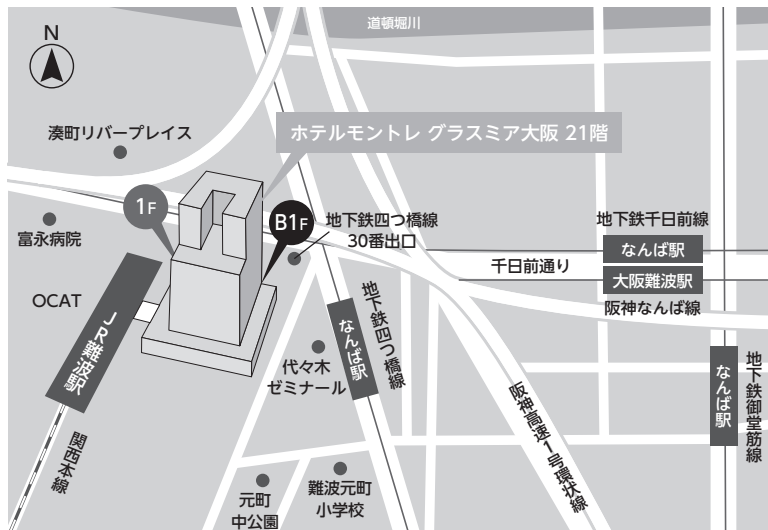 道頓堀川
N
湊町リバープレイス
ホテルモントレ グラスミア大阪 21階
1F
B1F
地下鉄四つ橋線
30番出口
地下鉄千日前線
なんば駅
富永病院
千日前通り
大阪難波駅
阪神なんば線
OCAT
JR難波駅
地下鉄四つ橋線
なんば駅
代々木
ゼミナール
なんば駅
地下鉄御堂筋線
阪神高速1号環状線
関西本線
元町
中公園
難波元町
小学校